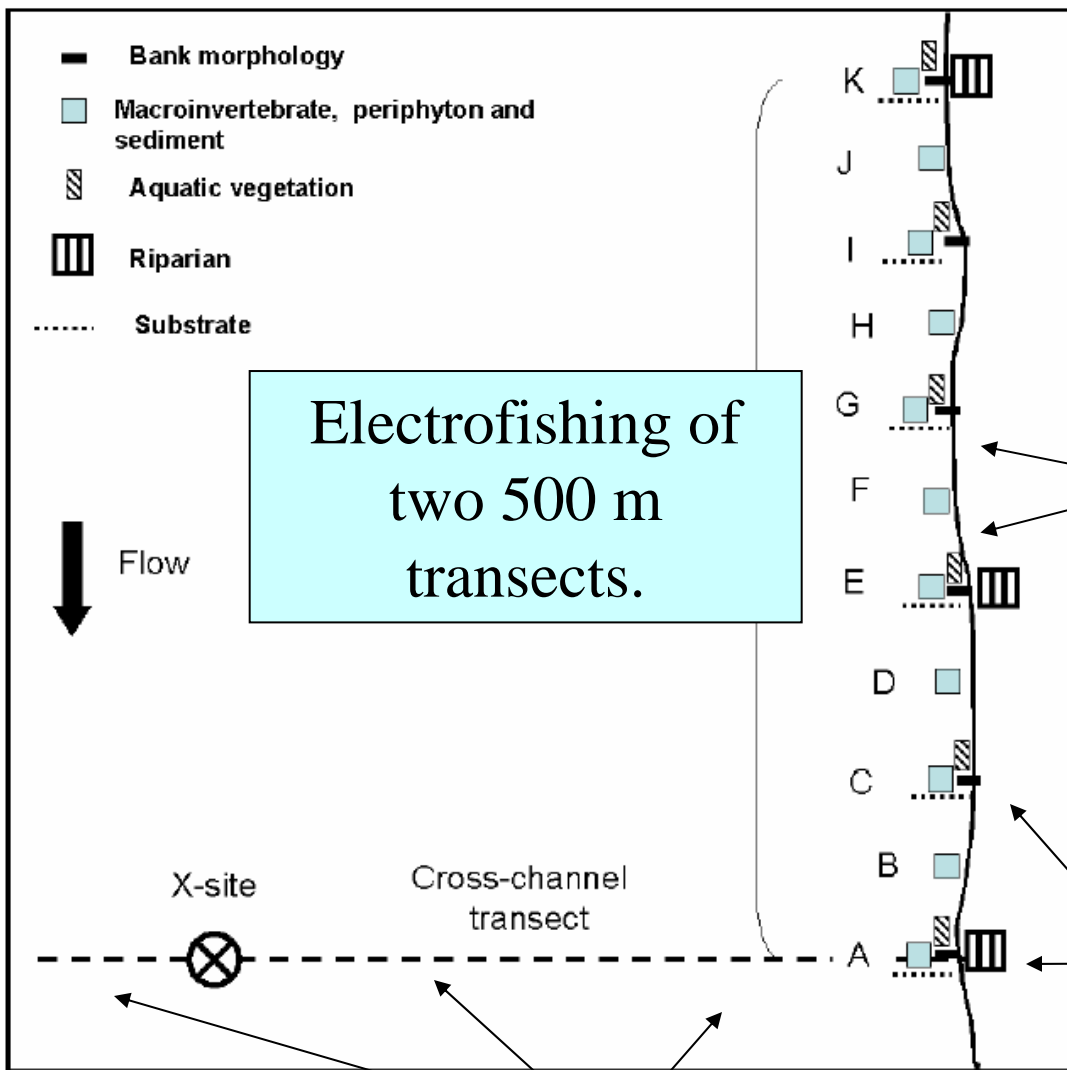 Bank morphology
Macroinvertebrate, periphyton and
sediment
Aquatic vegetation
Riparian
Substrate
K
J
I
H
G
F
E
D
C
B
A
Electrofishing of
two 500 m
transects.
Flow
X-site
Cross-channel
transect